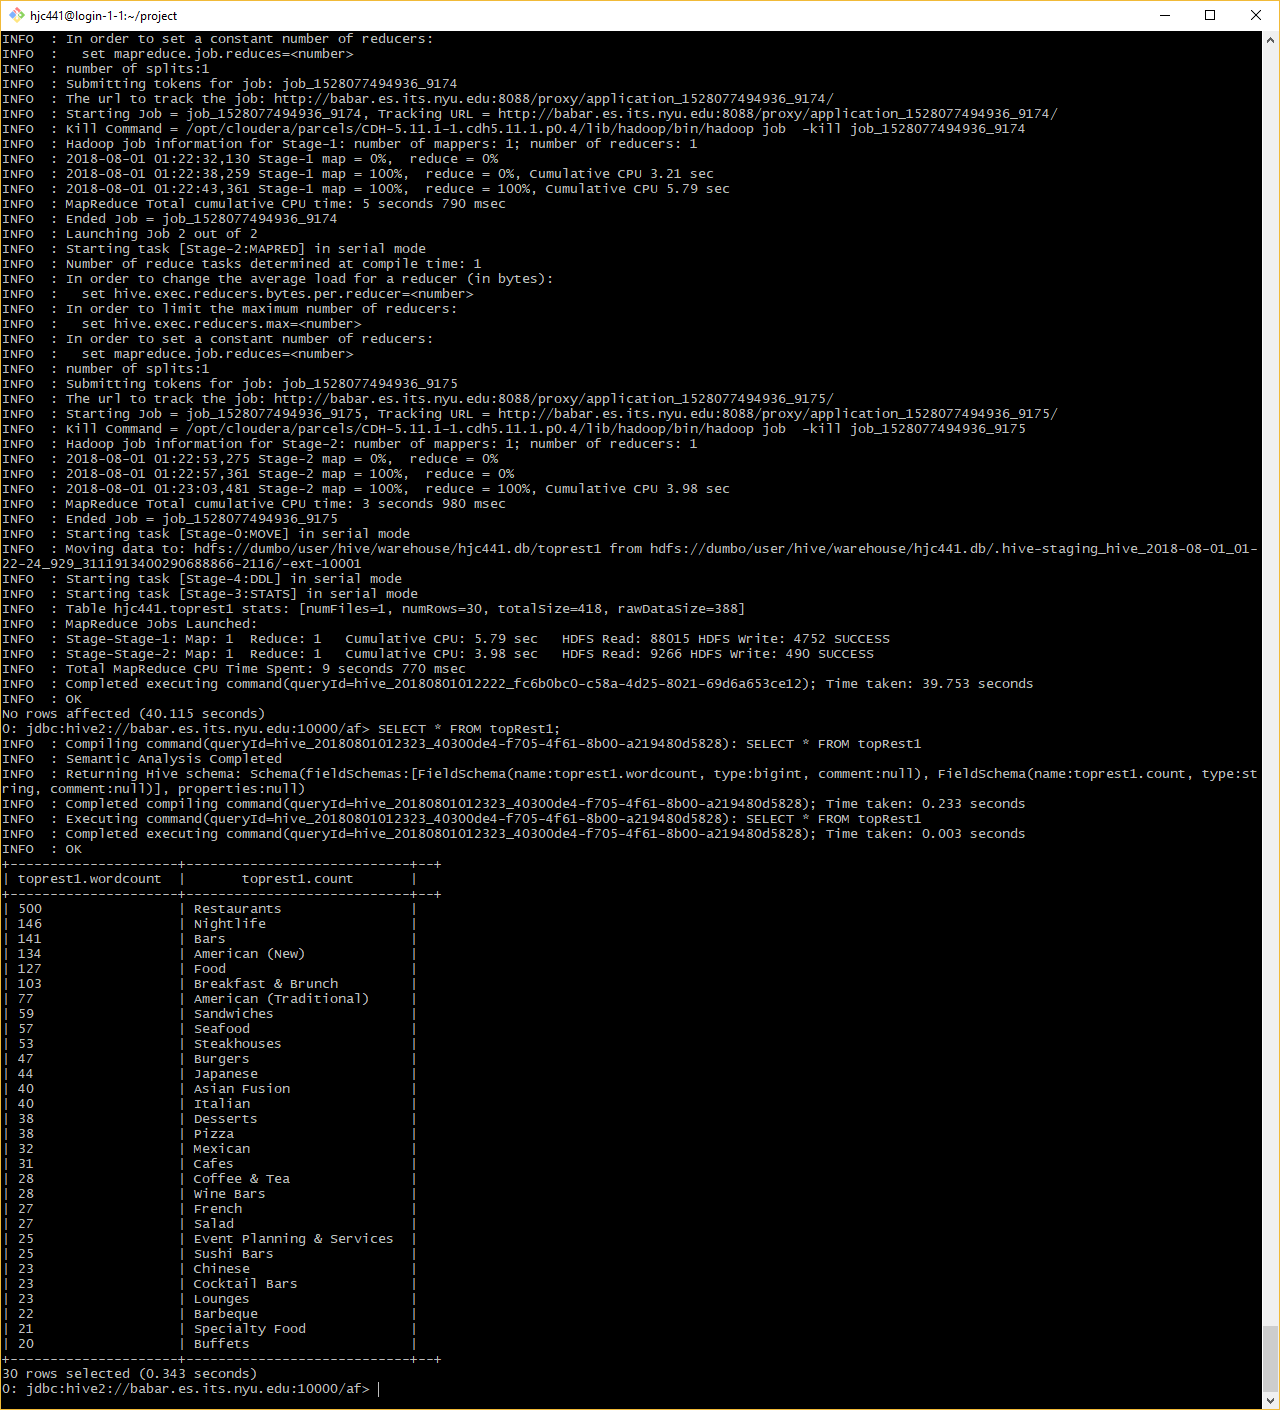 hjc441@login-1-1:~/project
INFO  : In order to set a constant number of reducers:
INFO  :   set mapreduce.job.reduces=<number>
INFO  : number of splits:1
INFO  : Submitting tokens for job: job_1528077494936_9174
INFO  : The url to track the job: http://babar.es.its.nyu.edu:8088/proxy/application_1528077494936_9174/
INFO  : Starting Job = job_1528077494936_9174, Tracking URL = http://babar.es.its.nyu.edu:8088/proxy/application_1528077494936_9174/
INFO  : Kill Command = /opt/cloudera/parcels/CDH-5.11.1-1.cdh5.11.1.p0.4/lib/hadoop/bin/hadoop job  -kill job_1528077494936_9174
INFO  : Hadoop job information for Stage-1: number of mappers: 1; number of reducers: 1
INFO  : 2018-08-01 01:22:32,130 Stage-1 map = 0%,  reduce = 0%
INFO  : 2018-08-01 01:22:38,259 Stage-1 map = 100%,  reduce = 0%, Cumulative CPU 3.21 sec
INFO  : 2018-08-01 01:22:43,361 Stage-1 map = 100%,  reduce = 100%, Cumulative CPU 5.79 sec
INFO  : MapReduce Total cumulative CPU time: 5 seconds 790 msec
INFO  : Ended Job = job_1528077494936_9174
INFO  : Launching Job 2 out of 2
INFO  : Starting task [Stage-2:MAPRED] in serial mode
INFO  : Number of reduce tasks determined at compile time: 1
INFO  : In order to change the average load for a reducer (in bytes):
INFO  :   set hive.exec.reducers.bytes.per.reducer=<number>
INFO  : In order to limit the maximum number of reducers:
INFO  :   set hive.exec.reducers.max=<number>
INFO  : In order to set a constant number of reducers:
INFO  :   set mapreduce.job.reduces=<number>
INFO  : number of splits:1
INFO  : Submitting tokens for job: job_1528077494936_9175
INFO  : The url to track the job: http://babar.es.its.nyu.edu:8088/proxy/application_1528077494936_9175/
INFO  : Starting Job = job_1528077494936_9175, Tracking URL = http://babar.es.its.nyu.edu:8088/proxy/application_1528077494936_9175/
INFO  : Kill Command = /opt/cloudera/parcels/CDH-5.11.1-1.cdh5.11.1.p0.4/lib/hadoop/bin/hadoop job  -kill job_1528077494936_9175
INFO  : Hadoop job information for Stage-2: number of mappers: 1; number of reducers: 1
INFO  : 2018-08-01 01:22:53,275 Stage-2 map = 0%,  reduce = 0%
INFO  : 2018-08-01 01:22:57,361 Stage-2 map = 100%,  reduce = 0%
INFO  : 2018-08-01 01:23:03,481 Stage-2 map = 100%,  reduce = 100%, Cumulative CPU 3.98 sec
INFO  : MapReduce Total cumulative CPU time: 3 seconds 980 msec
INFO  : Ended Job = job_1528077494936_9175
INFO  : Starting task [Stage-0:MOVE] in serial mode
INFO  : Moving data to: hdfs://dumbo/user/hive/warehouse/hjc441.db/toprest1 from hdfs://dumbo/user/hive/warehouse/hjc441.db/.hive-staging_hive_2018-08-01_01-
22-24_929_3111913400290688866-2116/-ext-10001
INFO  : Starting task [Stage-4:DDL] in serial mode
INFO  : Starting task [Stage-3:STATS] in serial mode
INFO  : Table hjc441.toprest1 stats: [numFiles=1, numRows=30, totalSize=418, rawDataSize=388]
INFO  : MapReduce Jobs Launched:
INFO  : Stage-Stage-1: Map: 1  Reduce: 1   Cumulative CPU: 5.79 sec   HDFS Read: 88015 HDFS Write: 4752 SUCCESS
INFO  : Stage-Stage-2: Map: 1  Reduce: 1   Cumulative CPU: 3.98 sec   HDFS Read: 9266 HDFS Write: 490 SUCCESS
INFO  : Total MapReduce CPU Time Spent: 9 seconds 770 msec
INFO  : Completed executing command(queryId=hive_20180801012222_fc6b0bc0-c58a-4d25-8021-69d6a653ce12); Time taken: 39.753 seconds
INFO  : OK
No rows affected (40.115 seconds)
0: jdbc:hive2://babar.es.its.nyu.edu:10000/af> SELECT * FROM topRest1;
INFO  : Compiling command(queryId=hive_20180801012323_40300de4-f705-4f61-8b00-a219480d5828): SELECT * FROM topRest1
INFO  : Semantic Analysis Completed
INFO  : Returning Hive schema: Schema(fieldSchemas:[FieldSchema(name:toprest1.wordcount, type:bigint, comment:null), FieldSchema(name:toprest1.count, type:st
ring, comment:null)], properties:null)
INFO  : Completed compiling command(queryId=hive_20180801012323_40300de4-f705-4f61-8b00-a219480d5828); Time taken: 0.233 seconds
INFO  : Executing command(queryId=hive_20180801012323_40300de4-f705-4f61-8b00-a219480d5828): SELECT * FROM topRest1
INFO  : Completed executing command(queryId=hive_20180801012323_40300de4-f705-4f61-8b00-a219480d5828); Time taken: 0.003 seconds
INFO  : OK
+---------------------+----------------------------+--+
| toprest1.wordcount  |       toprest1.count       |
+---------------------+----------------------------+--+
| 500                 | Restaurants                |
| 146                 | Nightlife                  |
| 141                 | Bars                       |
| 134                 | American (New)             |
| 127                 | Food                       |
| 103                 | Breakfast & Brunch         |
| 77                  | American (Traditional)     |
| 59                  | Sandwiches                 |
| 57                  | Seafood                    |
| 53                  | Steakhouses                |
| 47                  | Burgers                    |
| 44                  | Japanese                   |
| 40                  | Asian Fusion               |
| 40                  | Italian                    |
| 38                  | Desserts                   |
| 38                  | Pizza                      |
| 32                  | Mexican                    |
| 31                  | Cafes                      |
| 28                  | Coffee & Tea               |
| 28                  | Wine Bars                  |
| 27                  | French                     |
| 27                  | Salad                      |
| 25                  | Event Planning & Services  |
| 25                  | Sushi Bars                 |
| 23                  | Chinese                    |
| 23                  | Cocktail Bars              |
| 23                  | Lounges                    |
| 22                  | Barbeque                   |
| 21                  | Specialty Food             |
| 20                  | Buffets                    |
+---------------------+----------------------------+--+
30 rows selected (0.343 seconds)
0: jdbc:hive2://babar.es.its.nyu.edu:10000/af>